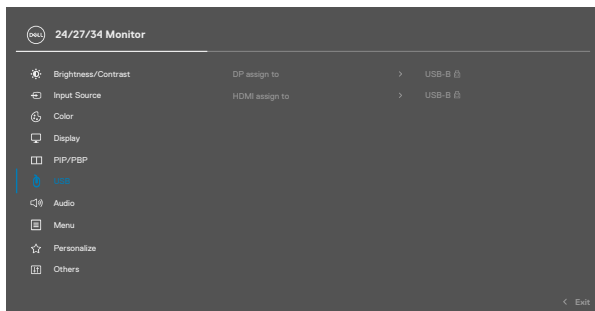 DELL 24/27/34 Monitor
Brightness/Contrast DP assign to > USB-B
Input Source HDMI assign to > USB-B
Color
Display
PIP/PBP
USB
Audio
Menu
Personalize
Others
< Exit